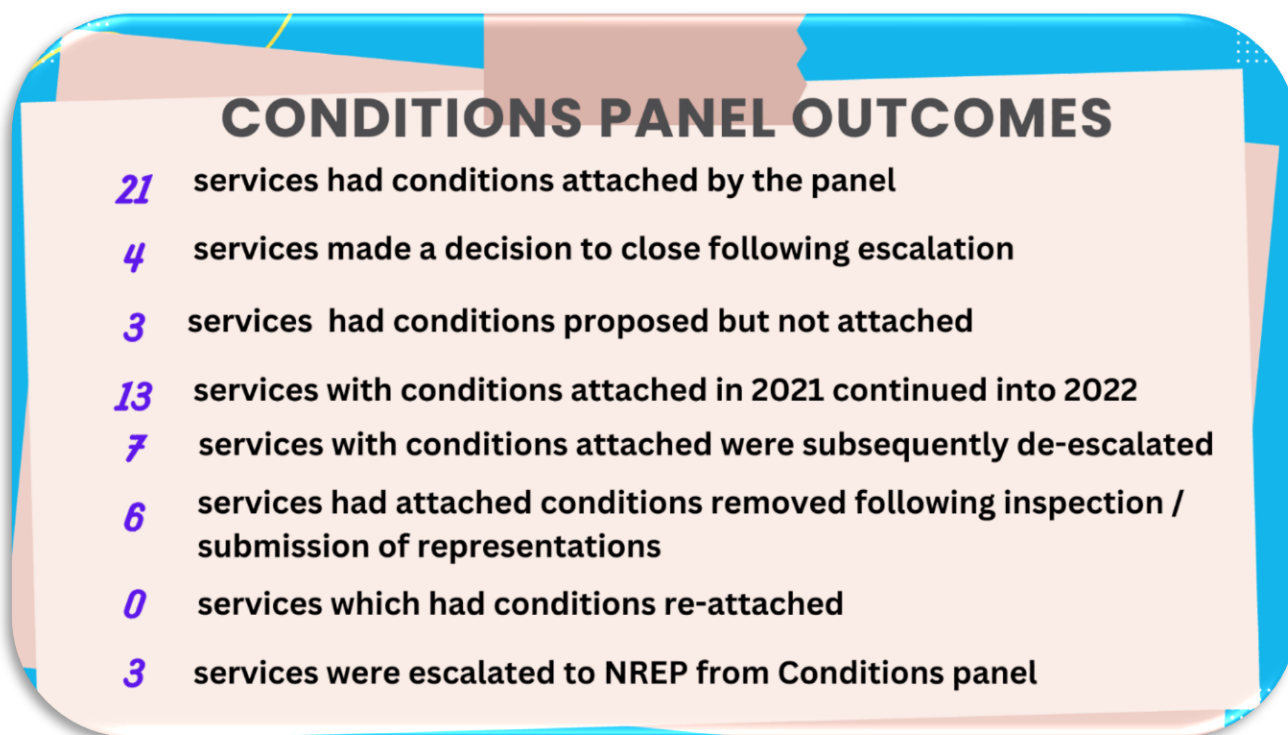 CONDITIONS PANEL OUTCOMES
21 services had conditions attached by the panel
4 services made a decision to close following escalation
3 services had conditions proposed but not attached
13 services with conditions attached in 2021 continued into 2022
7 services with conditions attached were subsequently de-escalated
6 services had attached conditions removed following inspection /
submission of representations
0 services which had conditions re-attached
3 services were escalated to NREP from Conditions panel